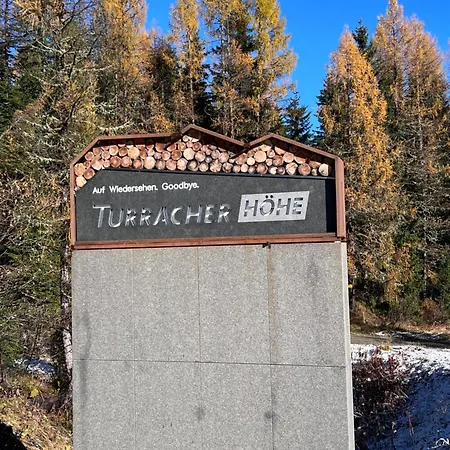 Auf Wiedersehen. Goodbye.
TURRACHER HÖHE